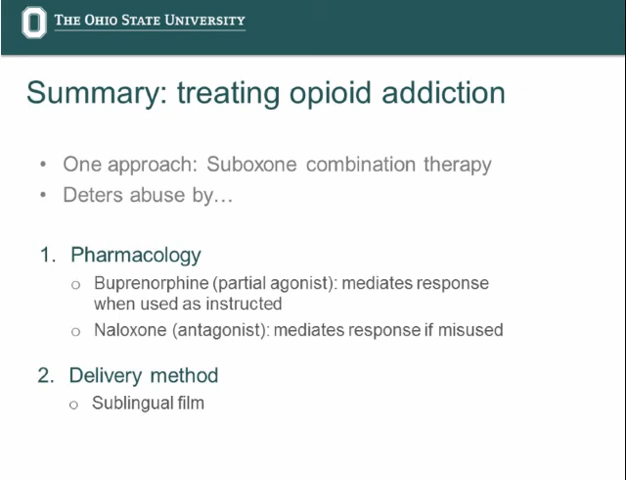 THE OHIO STATE UNIVERSITY
Summary: treating opioid addiction
• One approach: Suboxone combination therapy
• Deters abuse by...
1. Pharmacology
o Buprenorphine (partial agonist): mediates response
when used as instructed
o Naloxone (antagonist): mediates response if misused
2. Delivery method
o Sublingual film